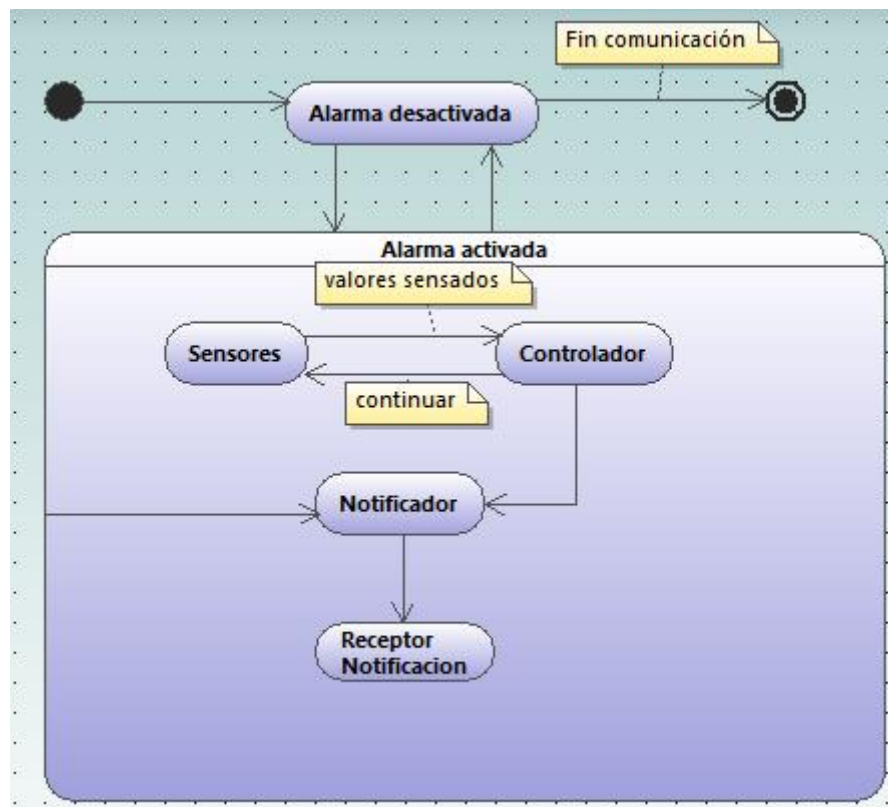 Fin comunicación
Alarma desactivada
Alarma activada
valores sensados
Sensores
Controlador
continuar
Notificador
Receptor
Notificacion